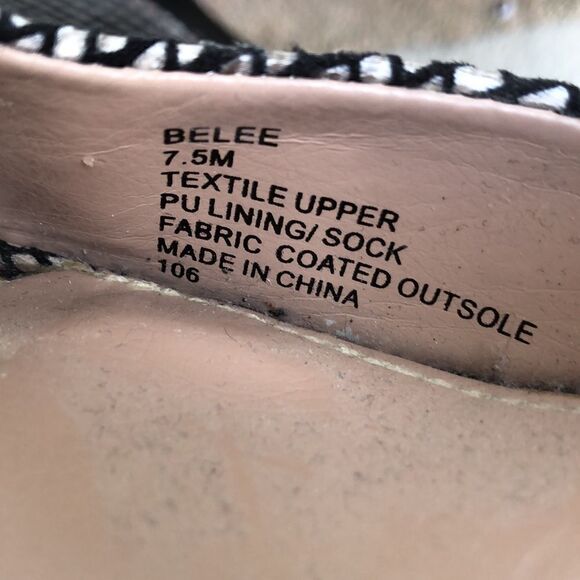 BELEE
7.5M
TEXTILE UPPER
PU LINING/ SOCK
FABRIC COATED OUTSOLE
MADE IN CHINA
106